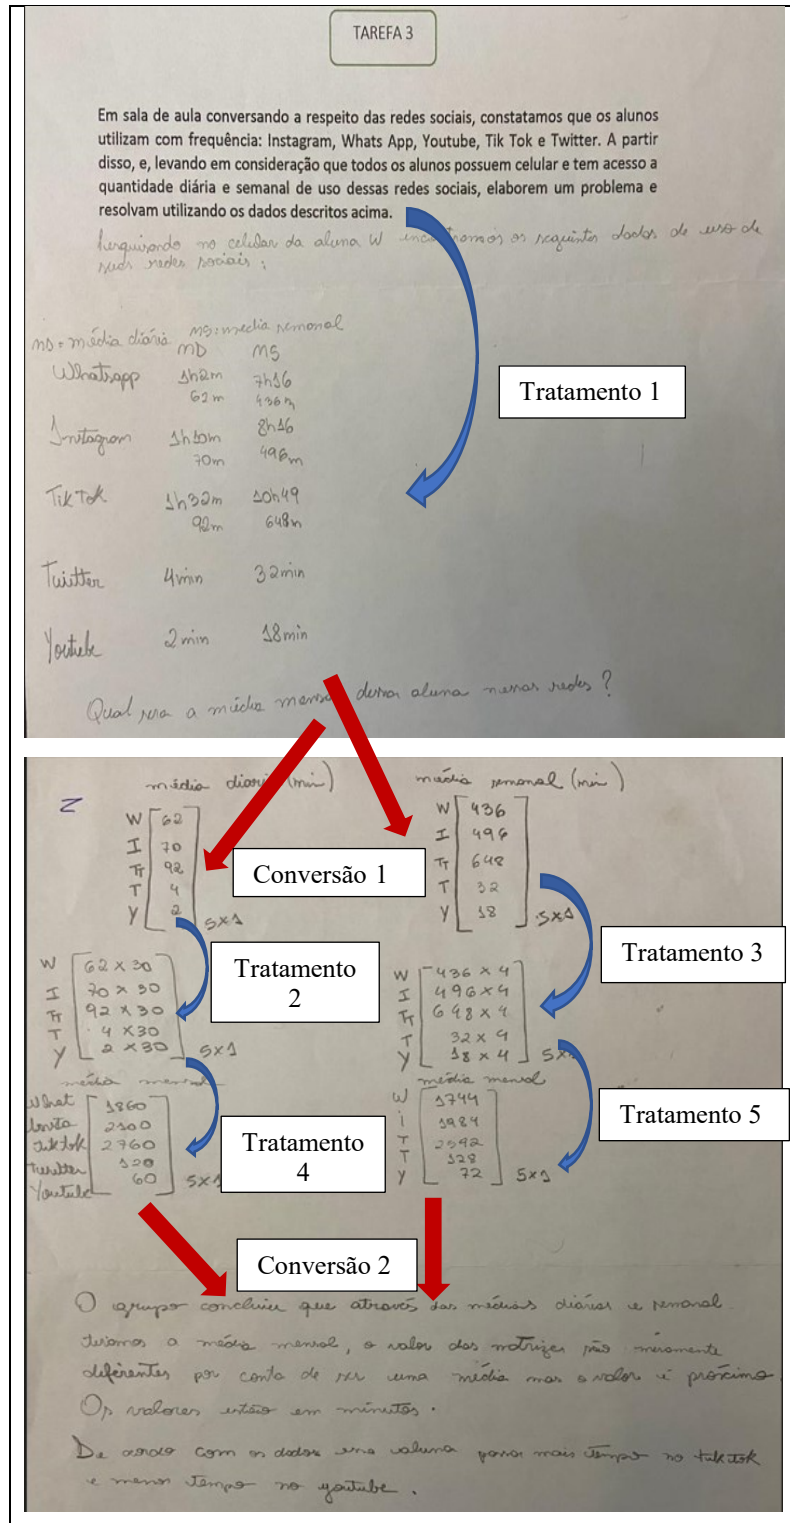 TAREFA 3
Em sala de aula conversando a respeito das redes sociais, constatamos que os alunos
utilizam com frequência: Instagram, Whats App, Youtube, Tik Tok e Twitter. A partir
disso, e, levando em consideração que todos os alunos possuem celular e tem acesso a
quantidade diária e semanal de uso dessas redes sociais, elaborem um problema e
resolvam utilizando os dados descritos acima.
Pesquisando no celular da aluna W encontramos os seguintes dados de uso de
suas redes sociais:
MD = média diária MS: media semanal
MD MS
Whatsapp 1h2m 7h16
62m 436m
Instagram 1h10m 8h16
70m 496m
Tratamento 1
TikTok 1h32m 10h49
92m 648m
Twitter 4min 32min
Youtube 2min 18min
Qual sera a média mensal dessa aluna nessas redes?
média diaria (min) média semanal (min)
W 62 W 436
I 70 I 496
TT 92 TT 648
T 4 T 32
Y 2 5x1 Y 18 5x1
Conversão 1
Tratamento 2
Tratamento 3
W 62 x 30 W 436 x 4
I 70 x 30 I 496 x 4
TT 92 x 30 TT 648 x 4
T 4 x 30 T 32 x 4
Y 2 x 30 5x1 Y 18 x 4 5x1
média mensal média mensal
What 1860 W 1744
Insta 2100 i 1984
tiktok 2760 T 2592
Twitter 120 T 128
Youtube 60 5x1 Y 72 5x1
Tratamento 4
Tratamento 5
Conversão 2
O grupo concluiu que através das médias diárias e semanal
teriamos a média mensal, o valor das matrizes são meramente
diferentes por conta de ser uma média mas o valor é próximo.
Os valores estão em minutos.
De acordo com os dados essa aluna passa mais tempo no tiktok
e menos tempo no youtube.